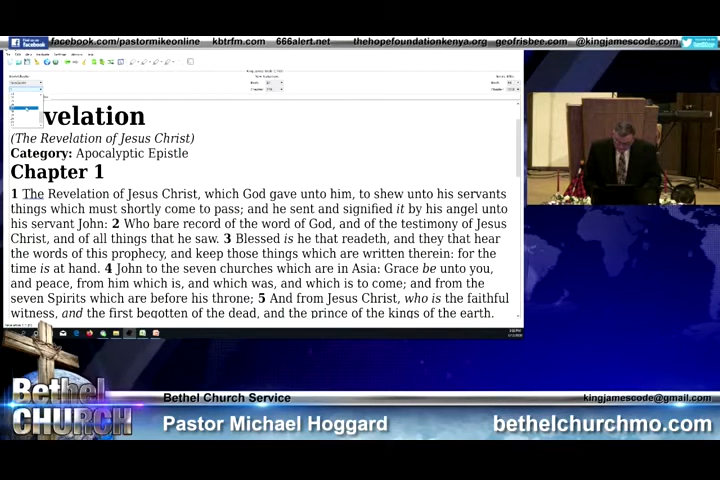 Find us on facebook
facebook.com/pastormikeonline kbtrfm.com 666alert.net thehopefoundationkenya.org geofrisbee.com @kingjamescode twitter
velation
(The Revelation of Jesus Christ)
Category: Apocalyptic Epistle
Chapter 1
1 The Revelation of Jesus Christ, which God gave unto him, to shew unto his servants
things which must shortly come to pass; and he sent and signified it by his angel unto
his servant John: 2 Who bare record of the word of God, and of the testimony of Jesus
Christ, and of all things that he saw. 3 Blessed is he that readeth, and they that hear
the words of this prophecy, and keep those things which are written therein: for the
time is at hand. 4 John to the seven churches which are in Asia: Grace be unto you,
and peace, from him which is, and which was, and which is to come; and from the
seven Spirits which are before his throne; 5 And from Jesus Christ, who is the faithful
witness, and the first begotten of the dead, and the prince of the kings of the earth.
Bethel
CHURCH
Bethel Church Service kingjamescode@gmail.com
Pastor Michael Hoggard bethelchurchmo.com